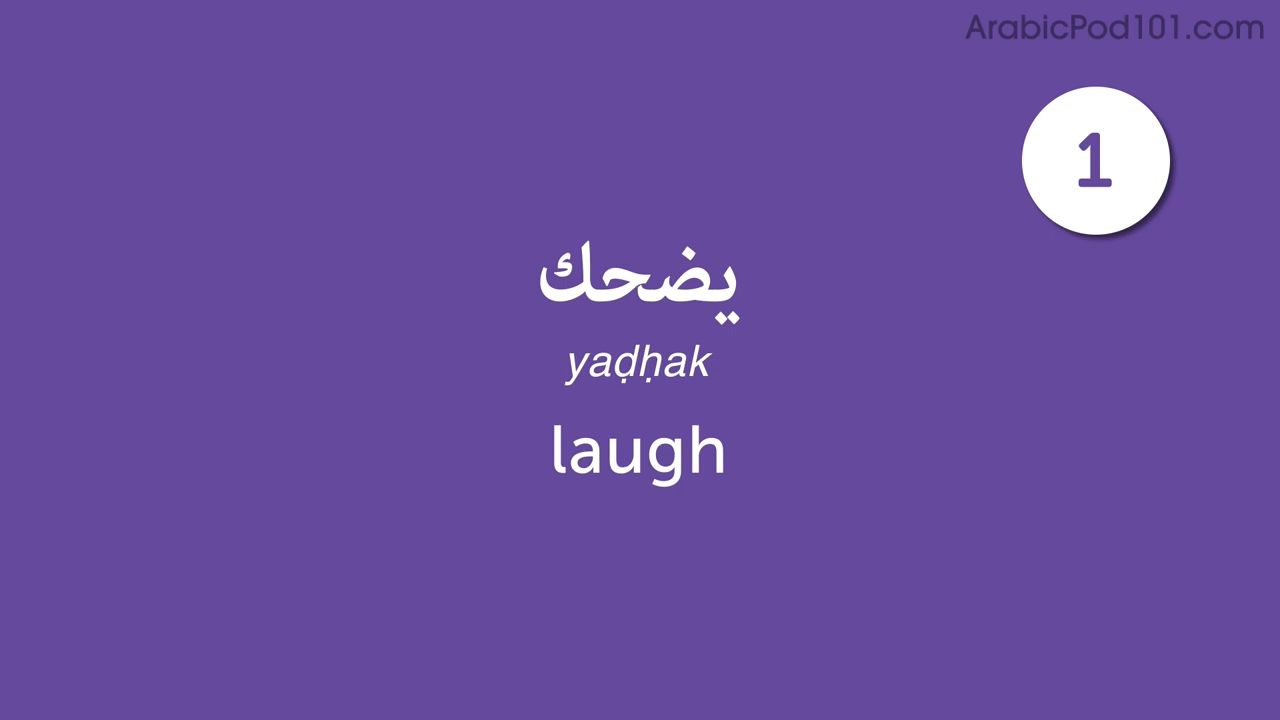 ArabicPod101.com
1
يضحك
yaḍḥak
laugh